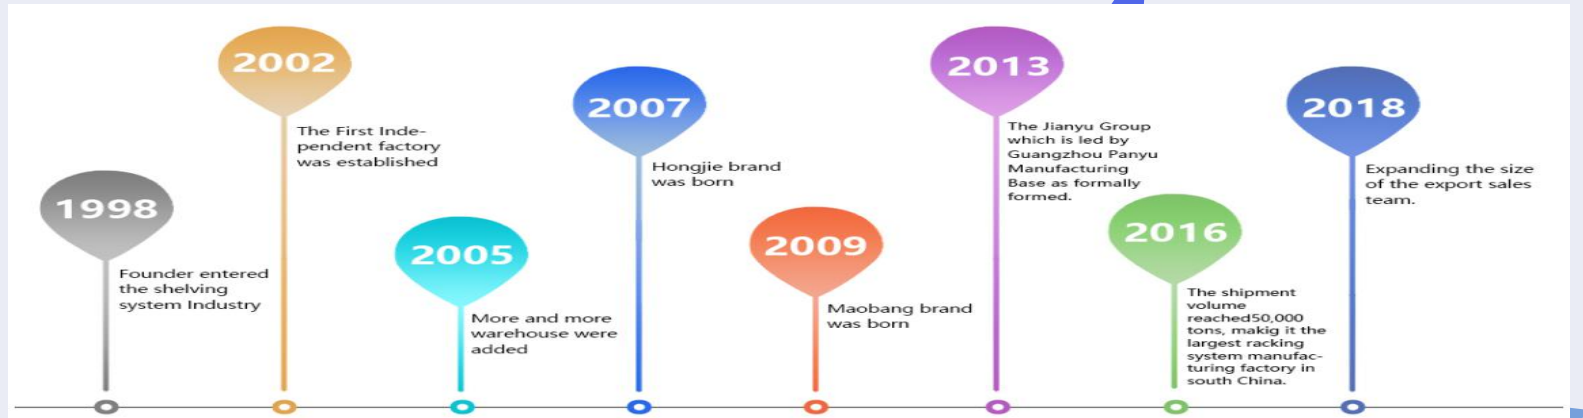 1998
Founder entered
the shelving
system Industry
2002
The First Inde-
pendent factory
was established
2005
More and more
warehouse were
added
2007
Hongjie brand
was born
2009
Maobang brand
was born
2013
The Jianyu Group
which is led by
Guangzhou Panyu
Manufacturing
Base as formally
formed.
2016
The shipment
volume
reached50,000
tons, makig it the
largest racking
system manufac-
turing factory in
south China.
2018
Expanding the size
of the export sales
team.